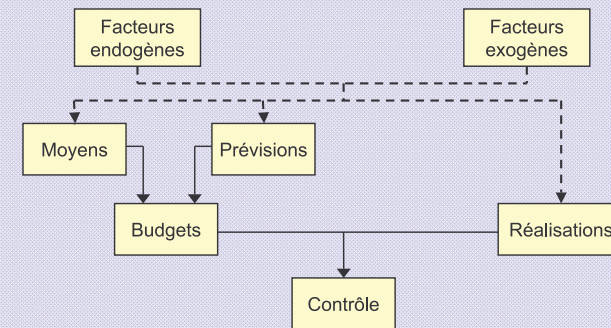 Facteurs
endogènes
Facteurs
exogènes
Moyens
Prévisions
Budgets
Réalisations
Contrôle